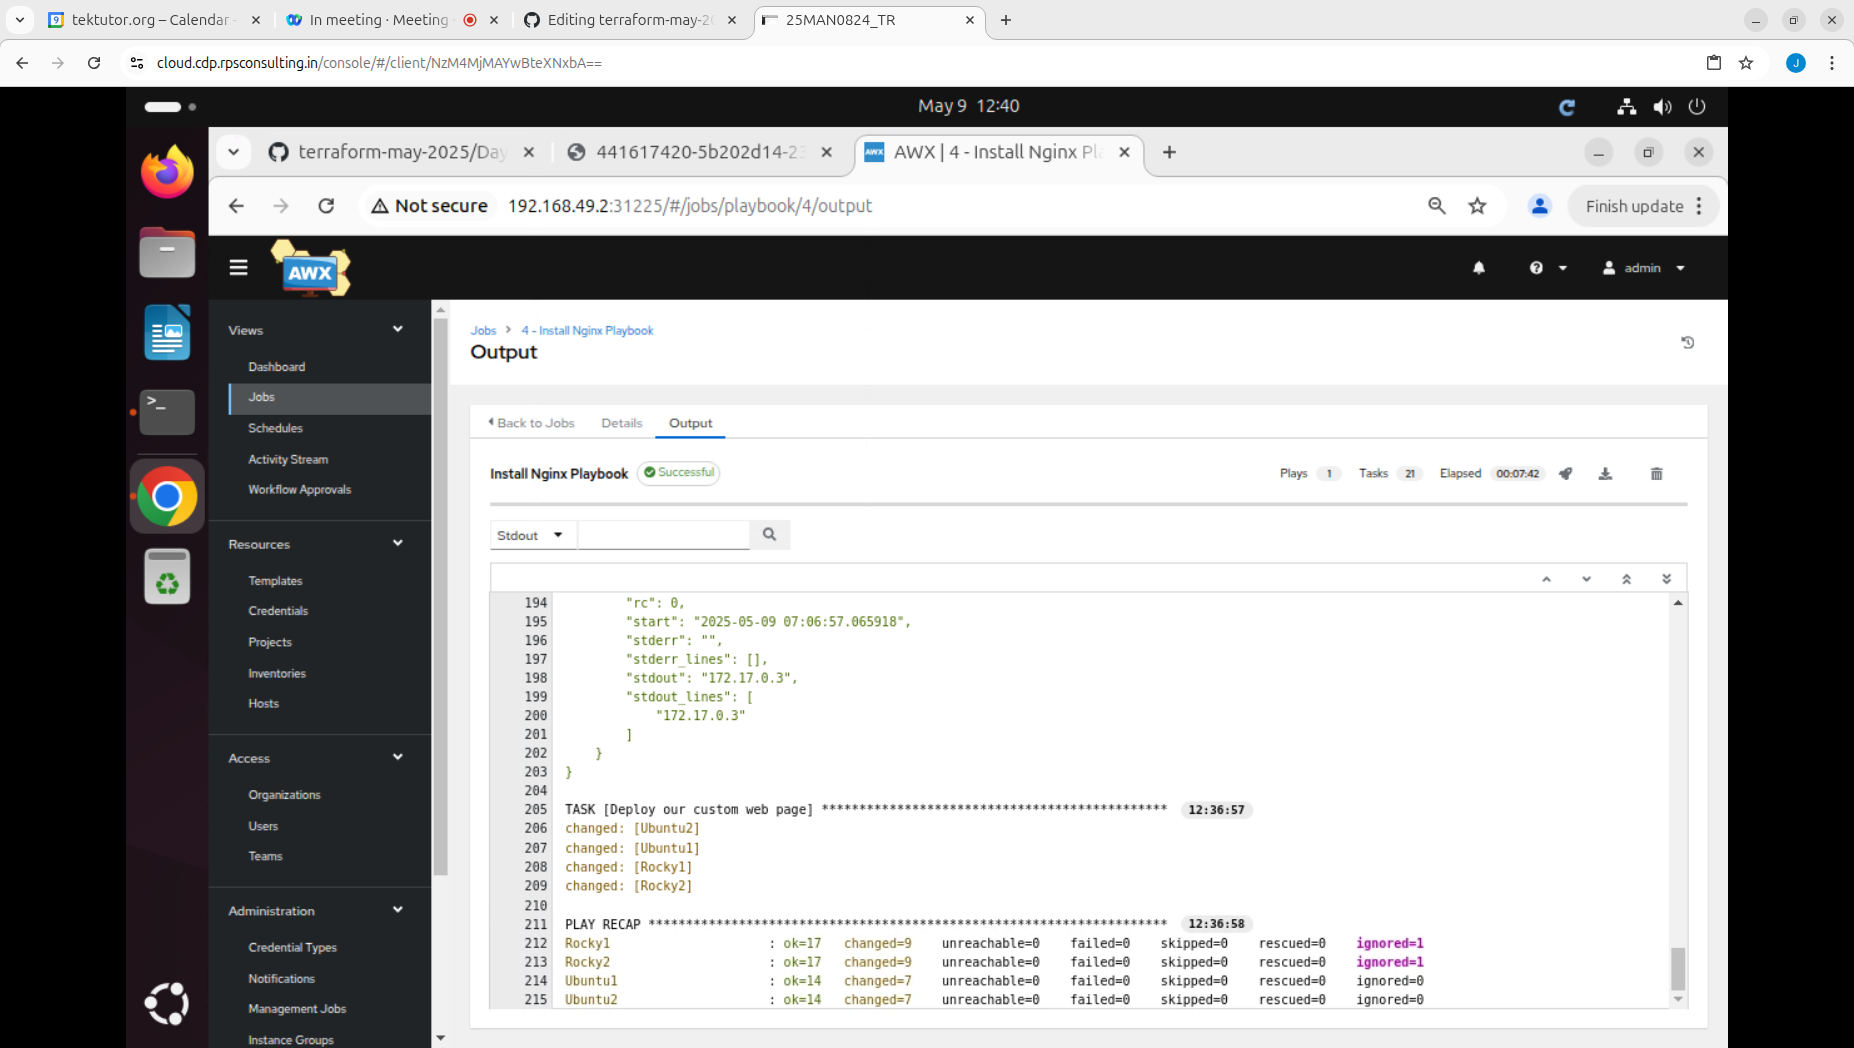 tektutor.org – Calendar
In meeting · Meeting
Editing terraform-may-20
25MAN0824_TR
cloud.cdp.rpsconsulting.in/console/#/client/NzM4MjMAYwBteXNxbA==
J
May 9 12:40
terraform-may-2025/Day
441617420-5b202d14-23
AWX | 4 - Install Nginx Pl
Not secure 192.168.49.2:31225/#/jobs/playbook/4/output
Finish update
AWX
admin
Views
Dashboard
Jobs
Schedules
Activity Stream
Workflow Approvals
Resources
Templates
Credentials
Projects
Inventories
Hosts
Access
Organizations
Users
Teams
Administration
Credential Types
Notifications
Management Jobs
Instance Groups
Jobs > 4 - Install Nginx Playbook
Output
Back to Jobs Details Output
Install Nginx Playbook Successful Plays 1 Tasks 21 Elapsed 00:07:42
Stdout
194 "rc": 0,
195 "start": "2025-05-09 07:06:57.065918",
196 "stderr": "",
197 "stderr_lines": [],
198 "stdout": "172.17.0.3",
199 "stdout_lines": [
200 "172.17.0.3"
201 ]
202 }
203 }
204
205 TASK [Deploy our custom web page] ********************************************** 12:36:57
206 changed: [Ubuntu2]
207 changed: [Ubuntu1]
208 changed: [Rocky1]
209 changed: [Rocky2]
210
211 PLAY RECAP ********************************************************************* 12:36:58
212 Rocky1 : ok=17 changed=9 unreachable=0 failed=0 skipped=0 rescued=0 ignored=1
213 Rocky2 : ok=17 changed=9 unreachable=0 failed=0 skipped=0 rescued=0 ignored=1
214 Ubuntu1 : ok=14 changed=7 unreachable=0 failed=0 skipped=0 rescued=0 ignored=0
215 Ubuntu2 : ok=14 changed=7 unreachable=0 failed=0 skipped=0 rescued=0 ignored=0